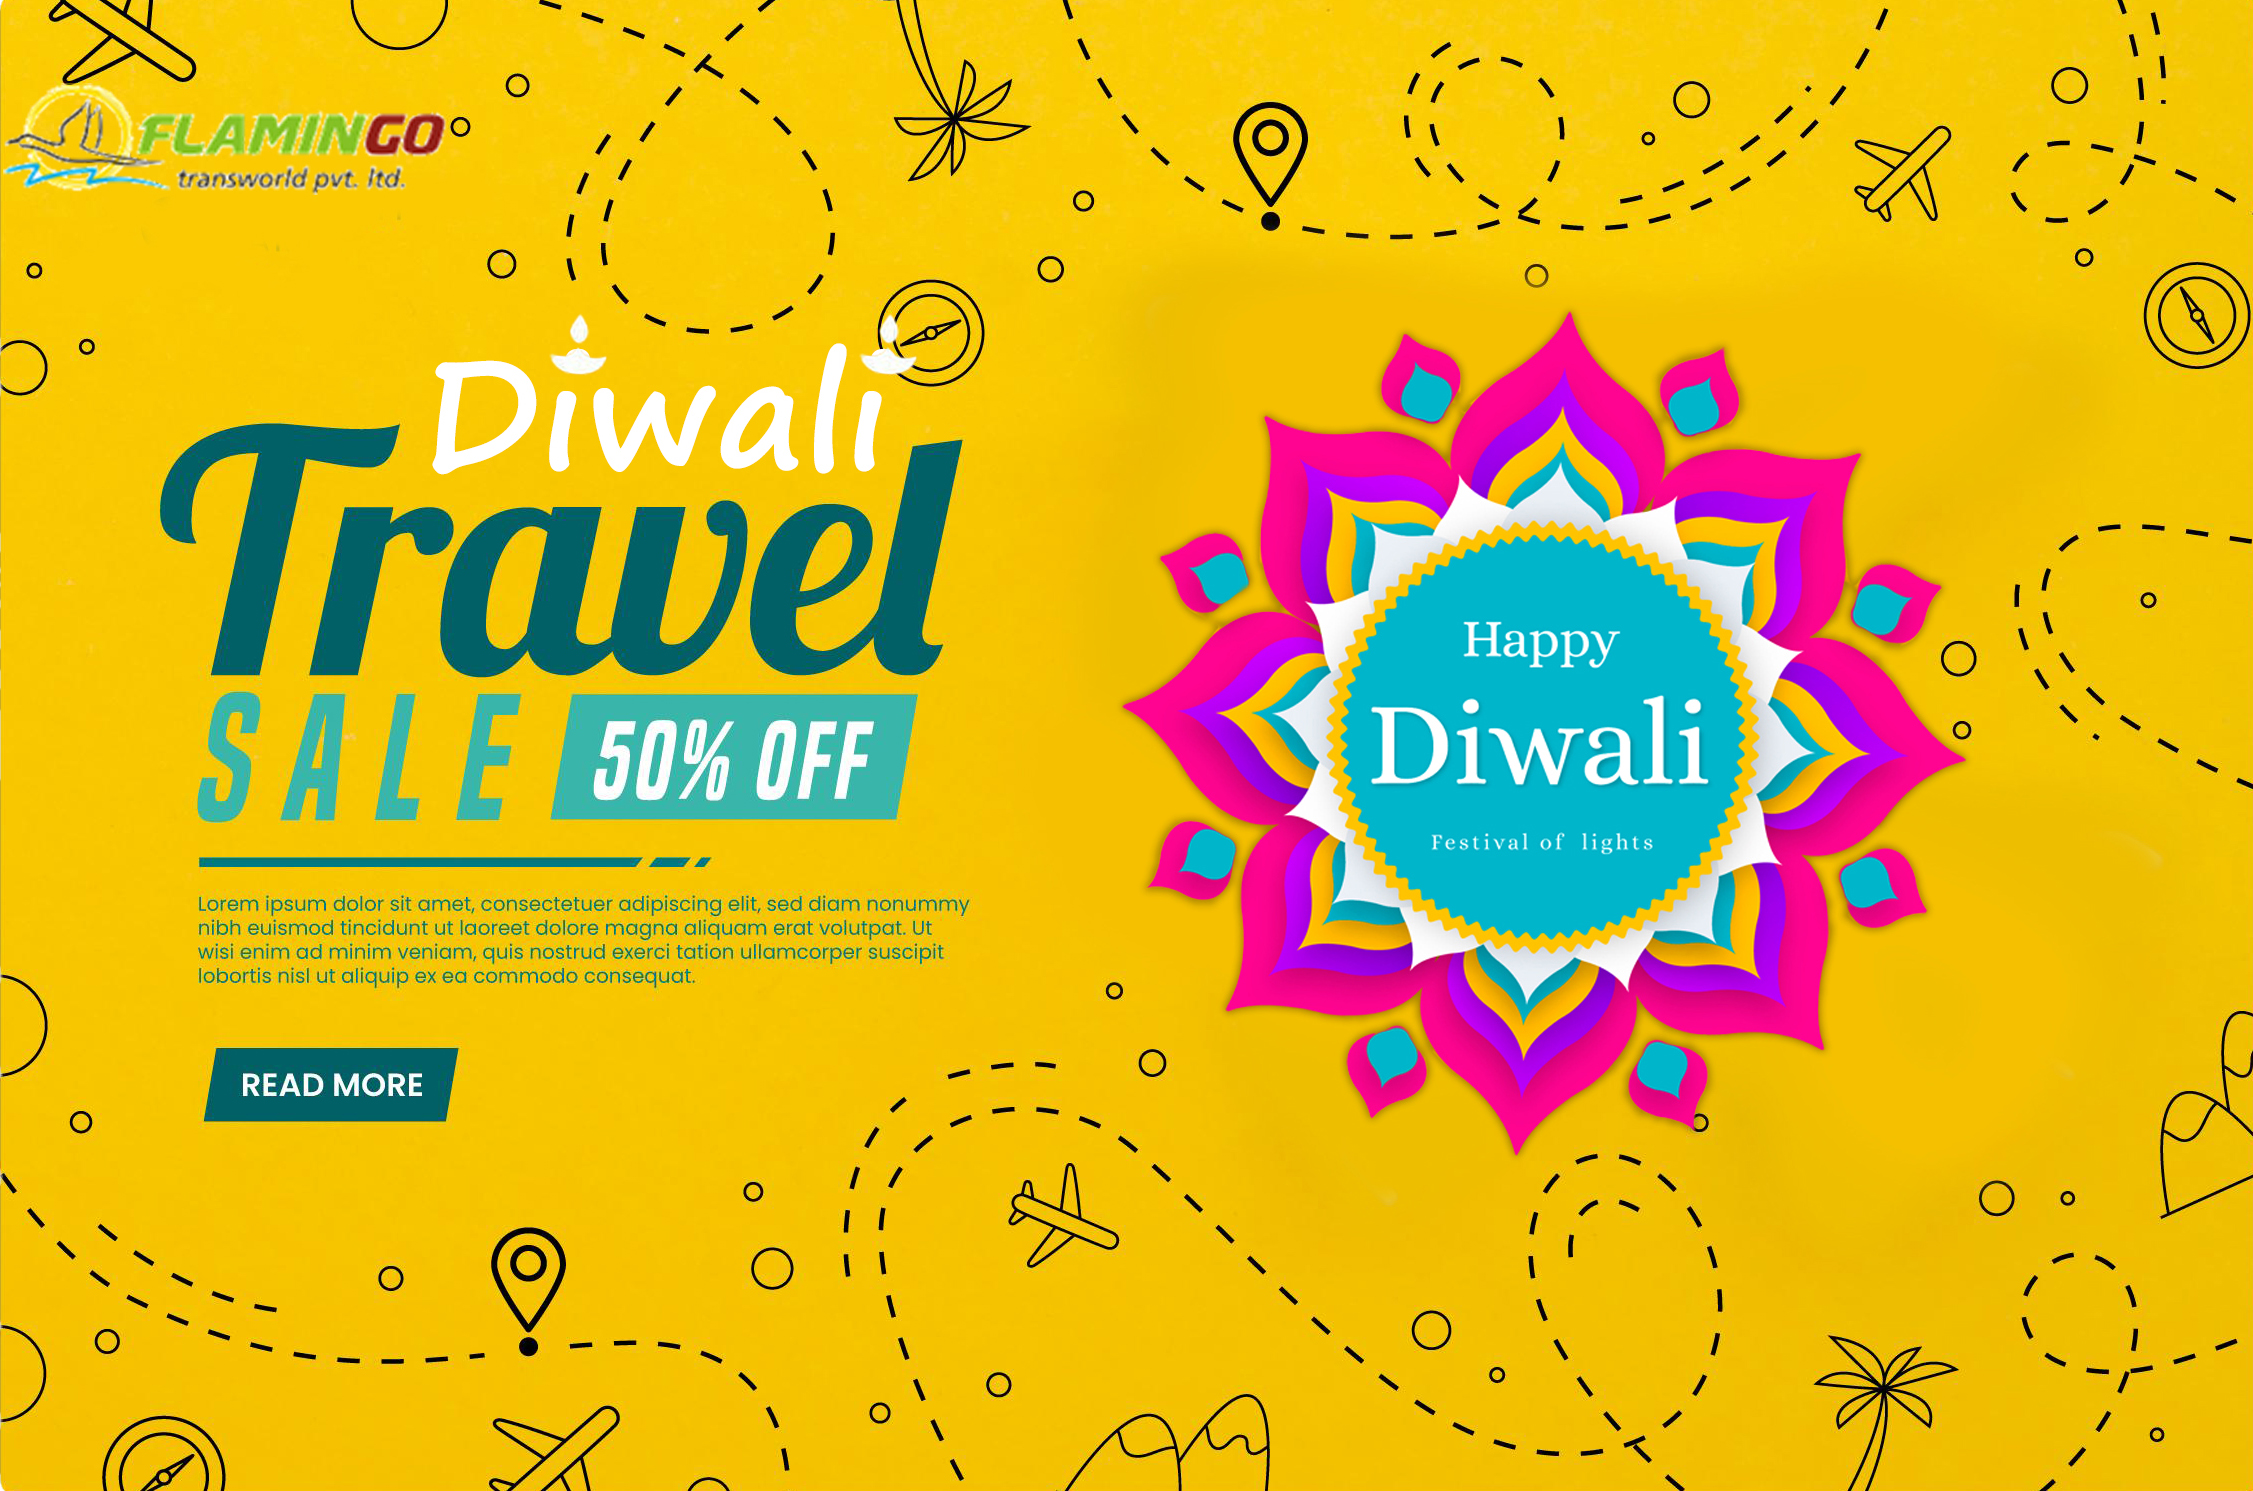 FLAMINGO
transworld pvt. ltd.
Diwali
Travel
SALE 50% OFF
Lorem ipsum dolor sit amet, consectetuer adipiscing elit, sed diam nonummy
nibh euismod tincidunt ut laoreet dolore magna aliquam erat volutpat. Ut
wisi enim ad minim veniam, quis nostrud exerci tation ullamcorper suscipit
lobortis nisl ut aliquip ex ea commodo consequat.
READ MORE
Happy
Diwali
Festival of lights